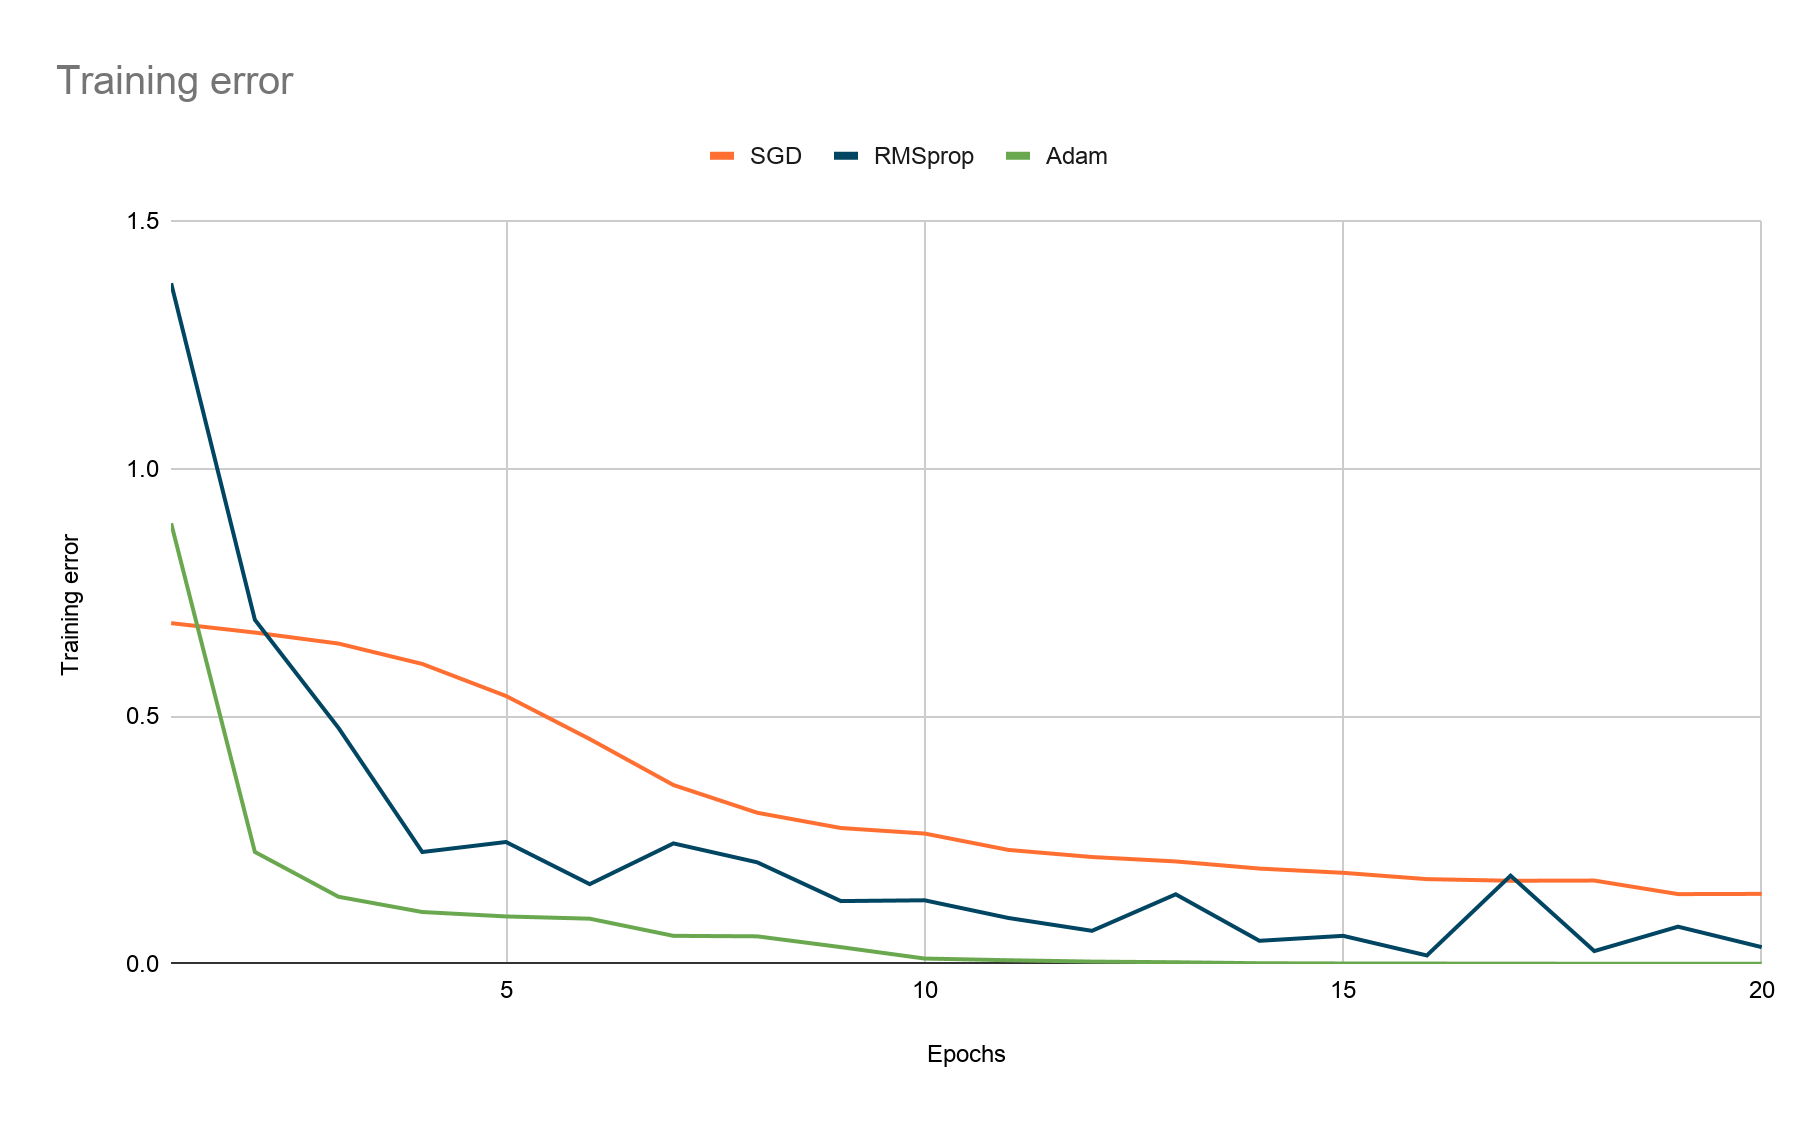 Training error
SGD RMSprop Adam
1.5
1.0
0.5
0.0
Training error
5 10 15 20
Epochs